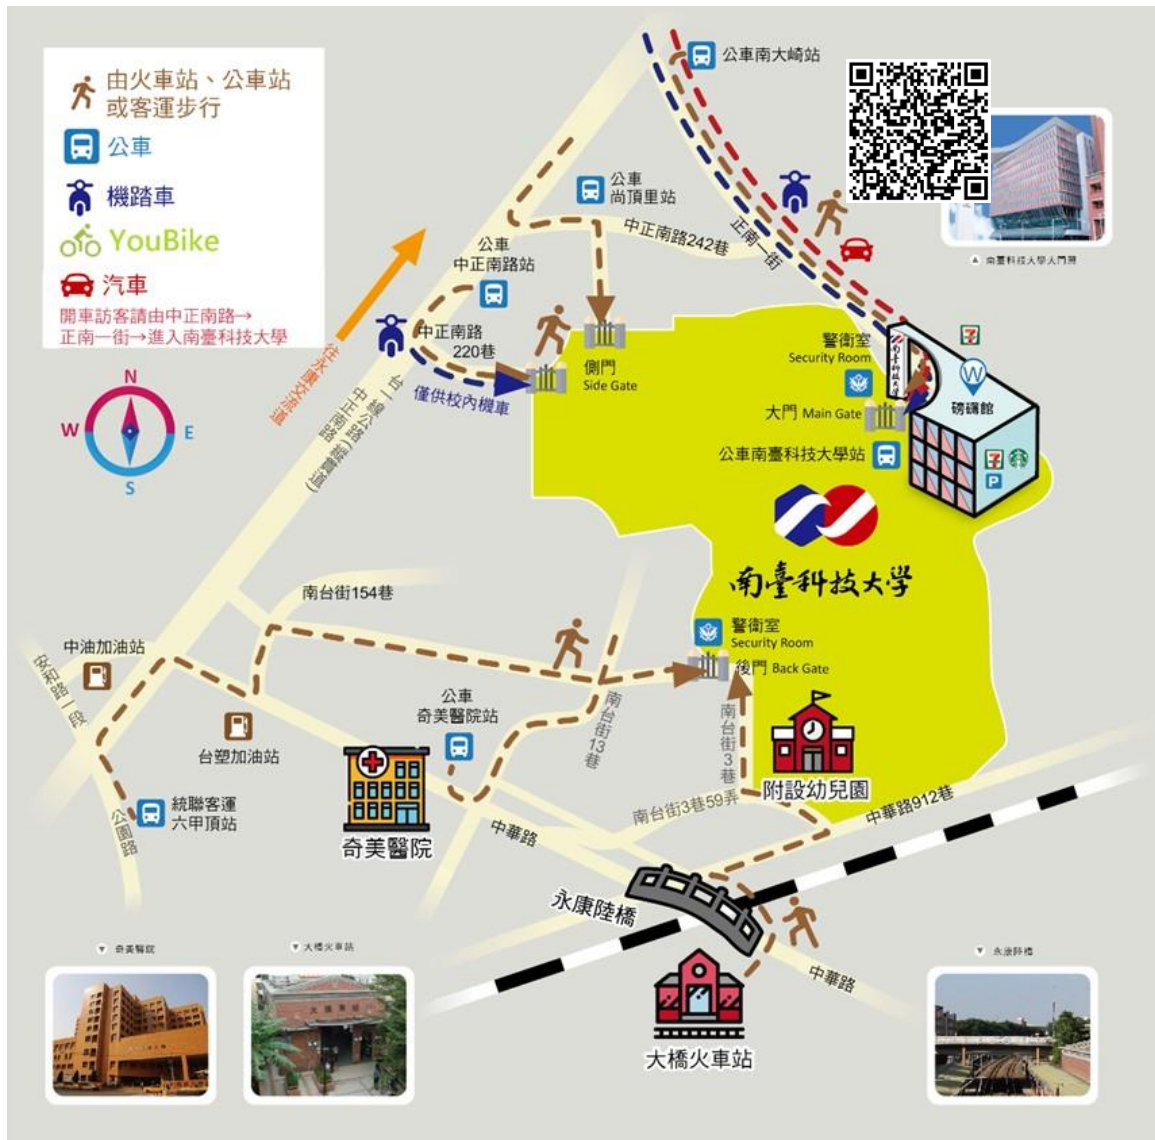 由火車站、公車站
或客運步行
公車
機踏車
YouBike
汽車
開車訪客請由中正南路→
正南一街→進入南臺科技大學
N
W
E
S
往永康交流道
台一線公路(縱貫道)
中正南路
公車南大崎站
公車
尚頂里站
中正南路242巷
正南一街
▲ 南臺科技大學大門照
公車
中正南路站
中正南路
220巷
僅供校內機車
側門
Side Gate
警衛室
Security Room
大門 Main Gate
公車南臺科技大學站
南臺科技大學
7
W
磅礴館
7
P
南臺科技大學
警衛室
Security Room
後門 Back Gate
南台街154巷
中油加油站
安和路一段
台塑加油站
統聯客運
六甲頂站
公園路
公車
奇美醫院站
南台街13巷
南台街3巷
附設幼兒園
南台街3巷59弄
中華路912巷
奇美醫院
中華路
永康陸橋
中華路
大橋火車站
▼ 奇美醫院
▼ 大橋火車站
▼ 永康陸橋